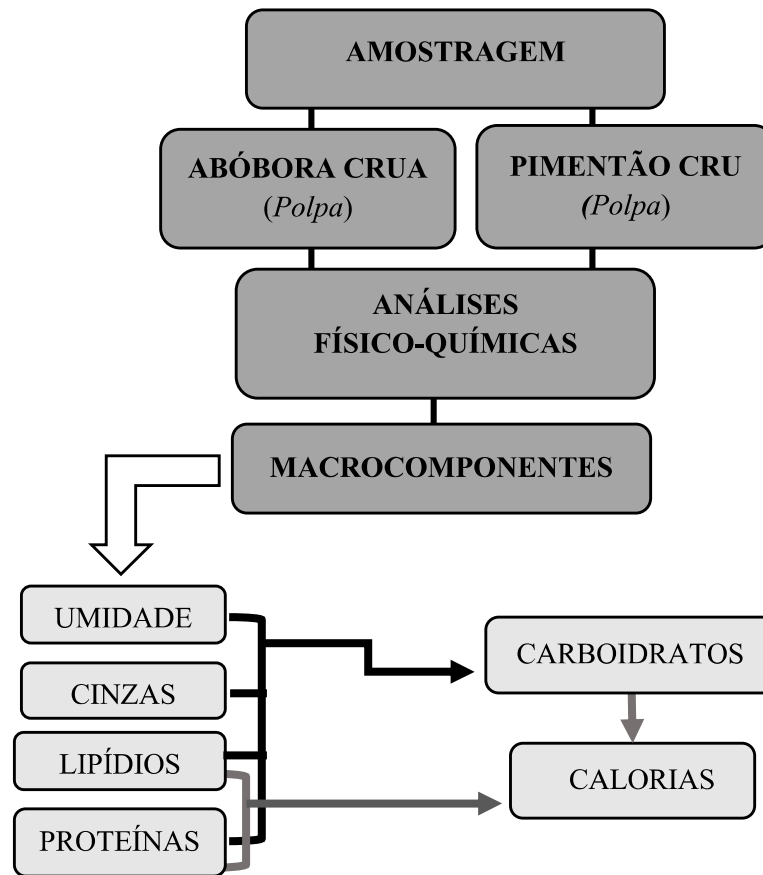 AMOSTRAGEM
ABÓBORA CRUA
(Polpa)
PIMENTÃO CRU
(Polpa)
ANÁLISES
FÍSICO-QUÍMICAS
MACROCOMPONENTES
UMIDADE
CINZAS
LIPÍDIOS
PROTEÍNAS
CARBOIDRATOS
CALORIAS